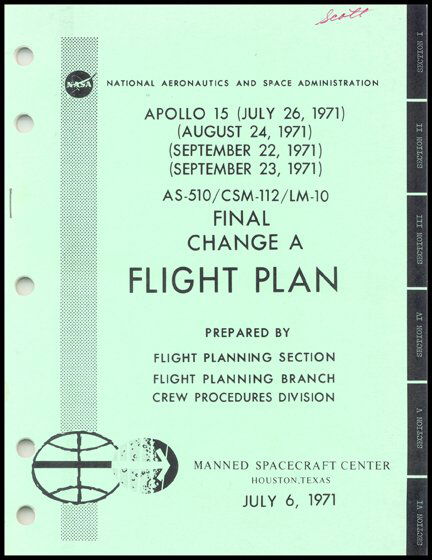 Scott
NASA
NATIONAL AERONAUTICS AND SPACE ADMINISTRATION
APOLLO 15 (JULY 26, 1971)
(AUGUST 24, 1971)
(SEPTEMBER 22, 1971)
(SEPTEMBER 23, 1971)
AS-510/CSM-112/LM-10
FINAL
CHANGE A
FLIGHT PLAN
PREPARED BY
FLIGHT PLANNING SECTION
FLIGHT PLANNING BRANCH
CREW PROCEDURES DIVISION
MANNED SPACECRAFT CENTER
HOUSTON, TEXAS
JULY 6, 1971
SECTION I
SECTION II
SECTION III
SECTION IV
SECTION V
SECTION VI